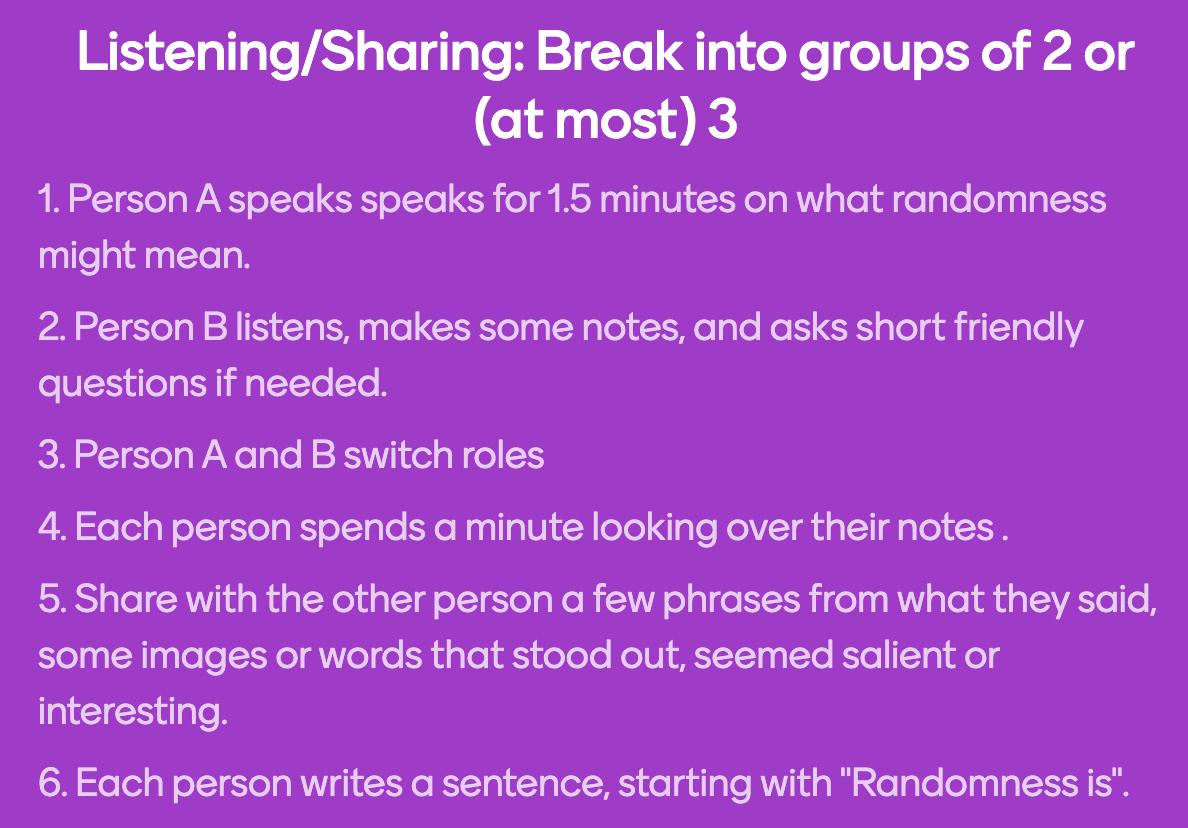 Listening/Sharing: Break into groups of 2 or
(at most) 3
1. Person A speaks speaks for 1.5 minutes on what randomness
might mean.
2. Person B listens, makes some notes, and asks short friendly
questions if needed.
3. Person A and B switch roles
4. Each person spends a minute looking over their notes .
5. Share with the other person a few phrases from what they said,
some images or words that stood out, seemed salient or
interesting.
6. Each person writes a sentence, starting with "Randomness is".